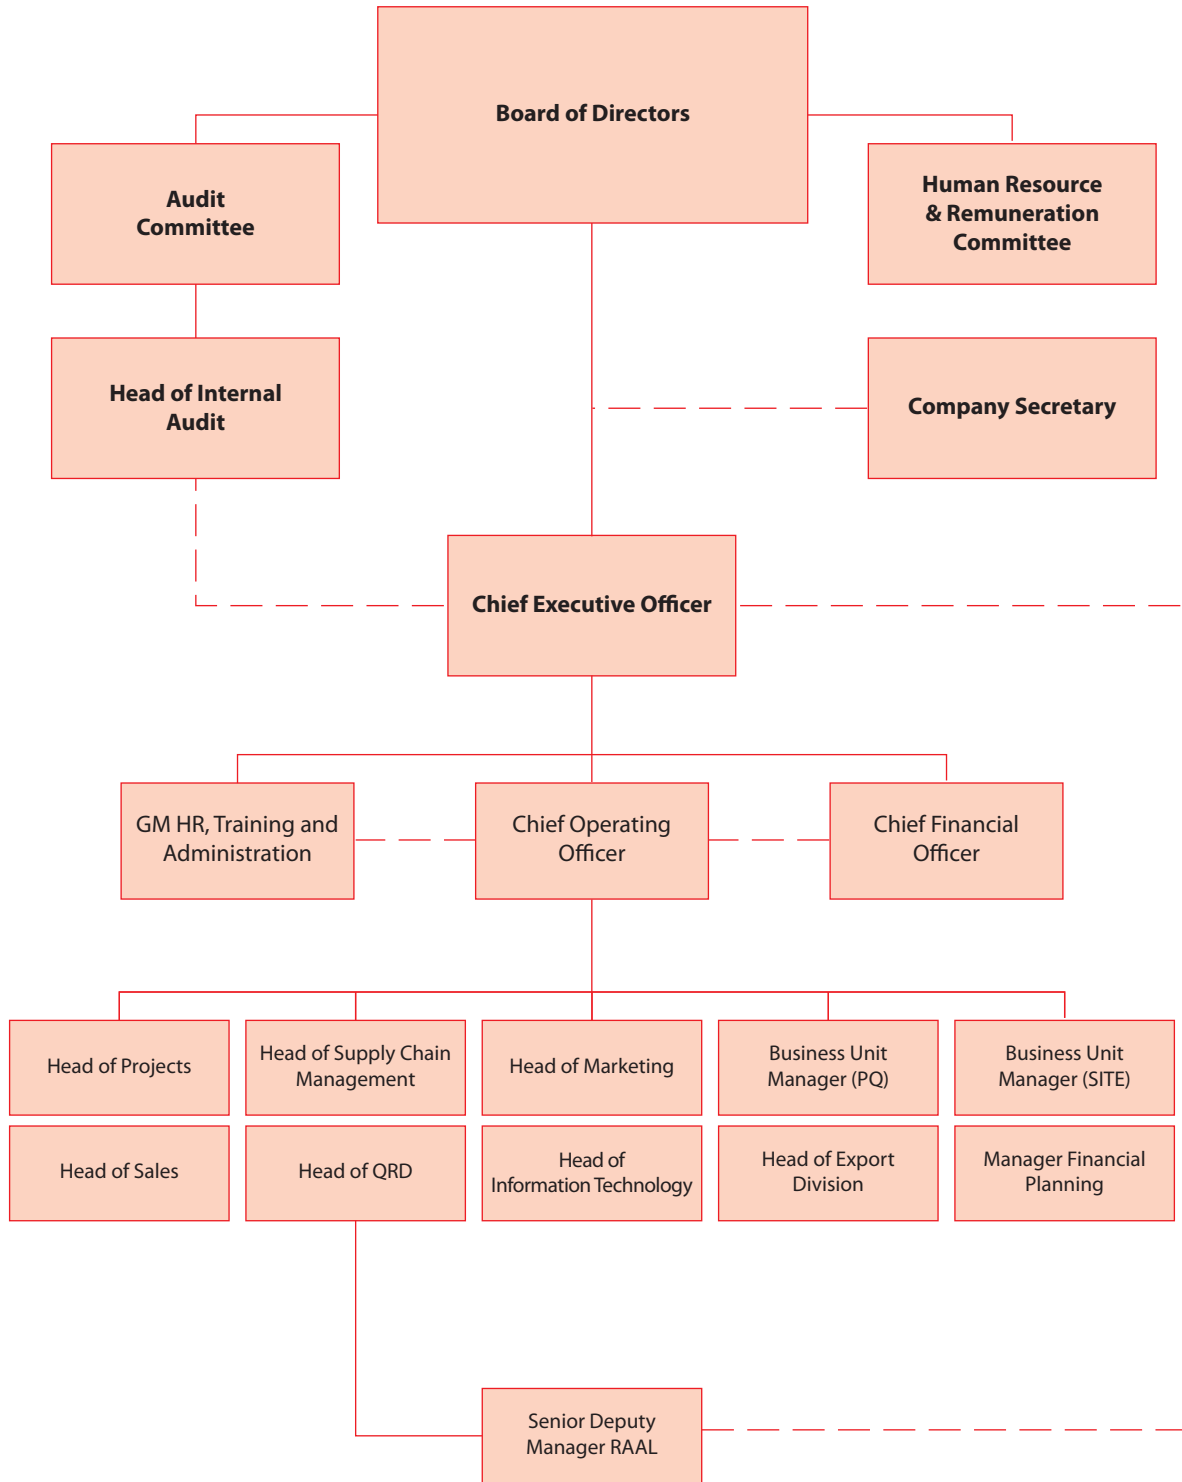 Board of Directors
Audit
Committee
Human Resource
& Remuneration
Committee
Head of Internal
Audit
Company Secretary
Chief Executive Officer
GM HR, Training and
Administration
Chief Operating
Officer
Chief Financial
Officer
Head of Projects
Head of Supply Chain
Management
Head of Marketing
Business Unit
Manager (PQ)
Business Unit
Manager (SITE)
Head of Sales
Head of QRD
Head of
Information Technology
Head of Export
Division
Manager Financial
Planning
Senior Deputy
Manager RAAL